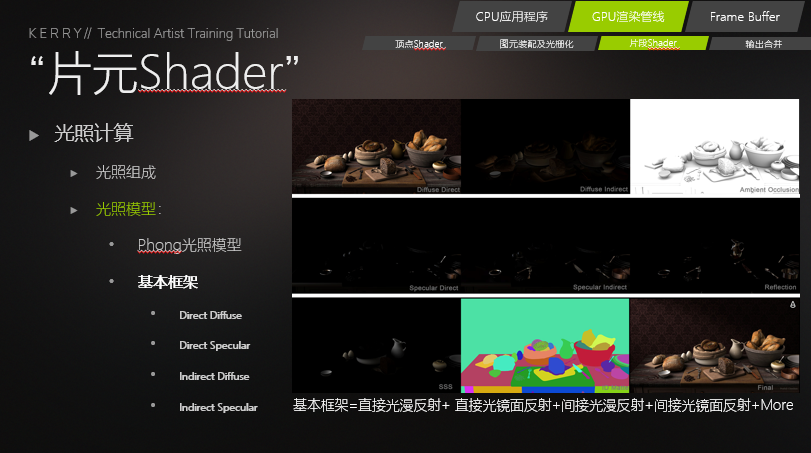 KERRY// Technical Artist Training Tutorial
CPU应用程序
GPU渲染管线
Frame Buffer
顶点Shader
图元装配及光栅化
片段Shader
输出合并
“片元Shader”
光照计算
光照组成
光照模型:
Phong光照模型
基本框架
Direct Diffuse
Direct Specular
Indirect Diffuse
Indirect Specular
Diffuse Direct
Diffuse Indirect
Ambient Occlusion
Specular Direct
Specular Indirect
Reflection
SSS
Final
基本框架=直接光漫反射+ 直接光镜面反射+间接光漫反射+间接光镜面反射+More